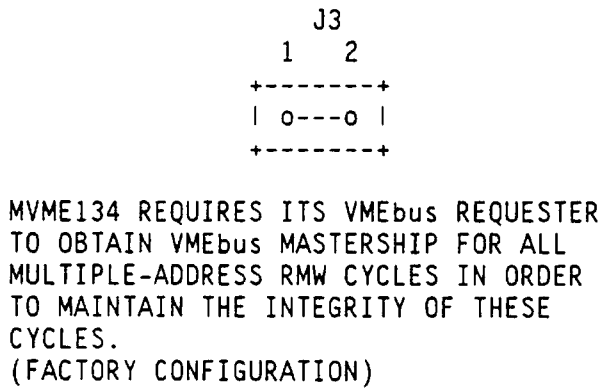 J3
1 2
+-------+
| o---o |
+-------+
MVME134 REQUIRES ITS VMEbus REQUESTER
TO OBTAIN VMEbus MASTERSHIP FOR ALL
MULTIPLE-ADDRESS RMW CYCLES IN ORDER
TO MAINTAIN THE INTEGRITY OF THESE
CYCLES.
(FACTORY CONFIGURATION)